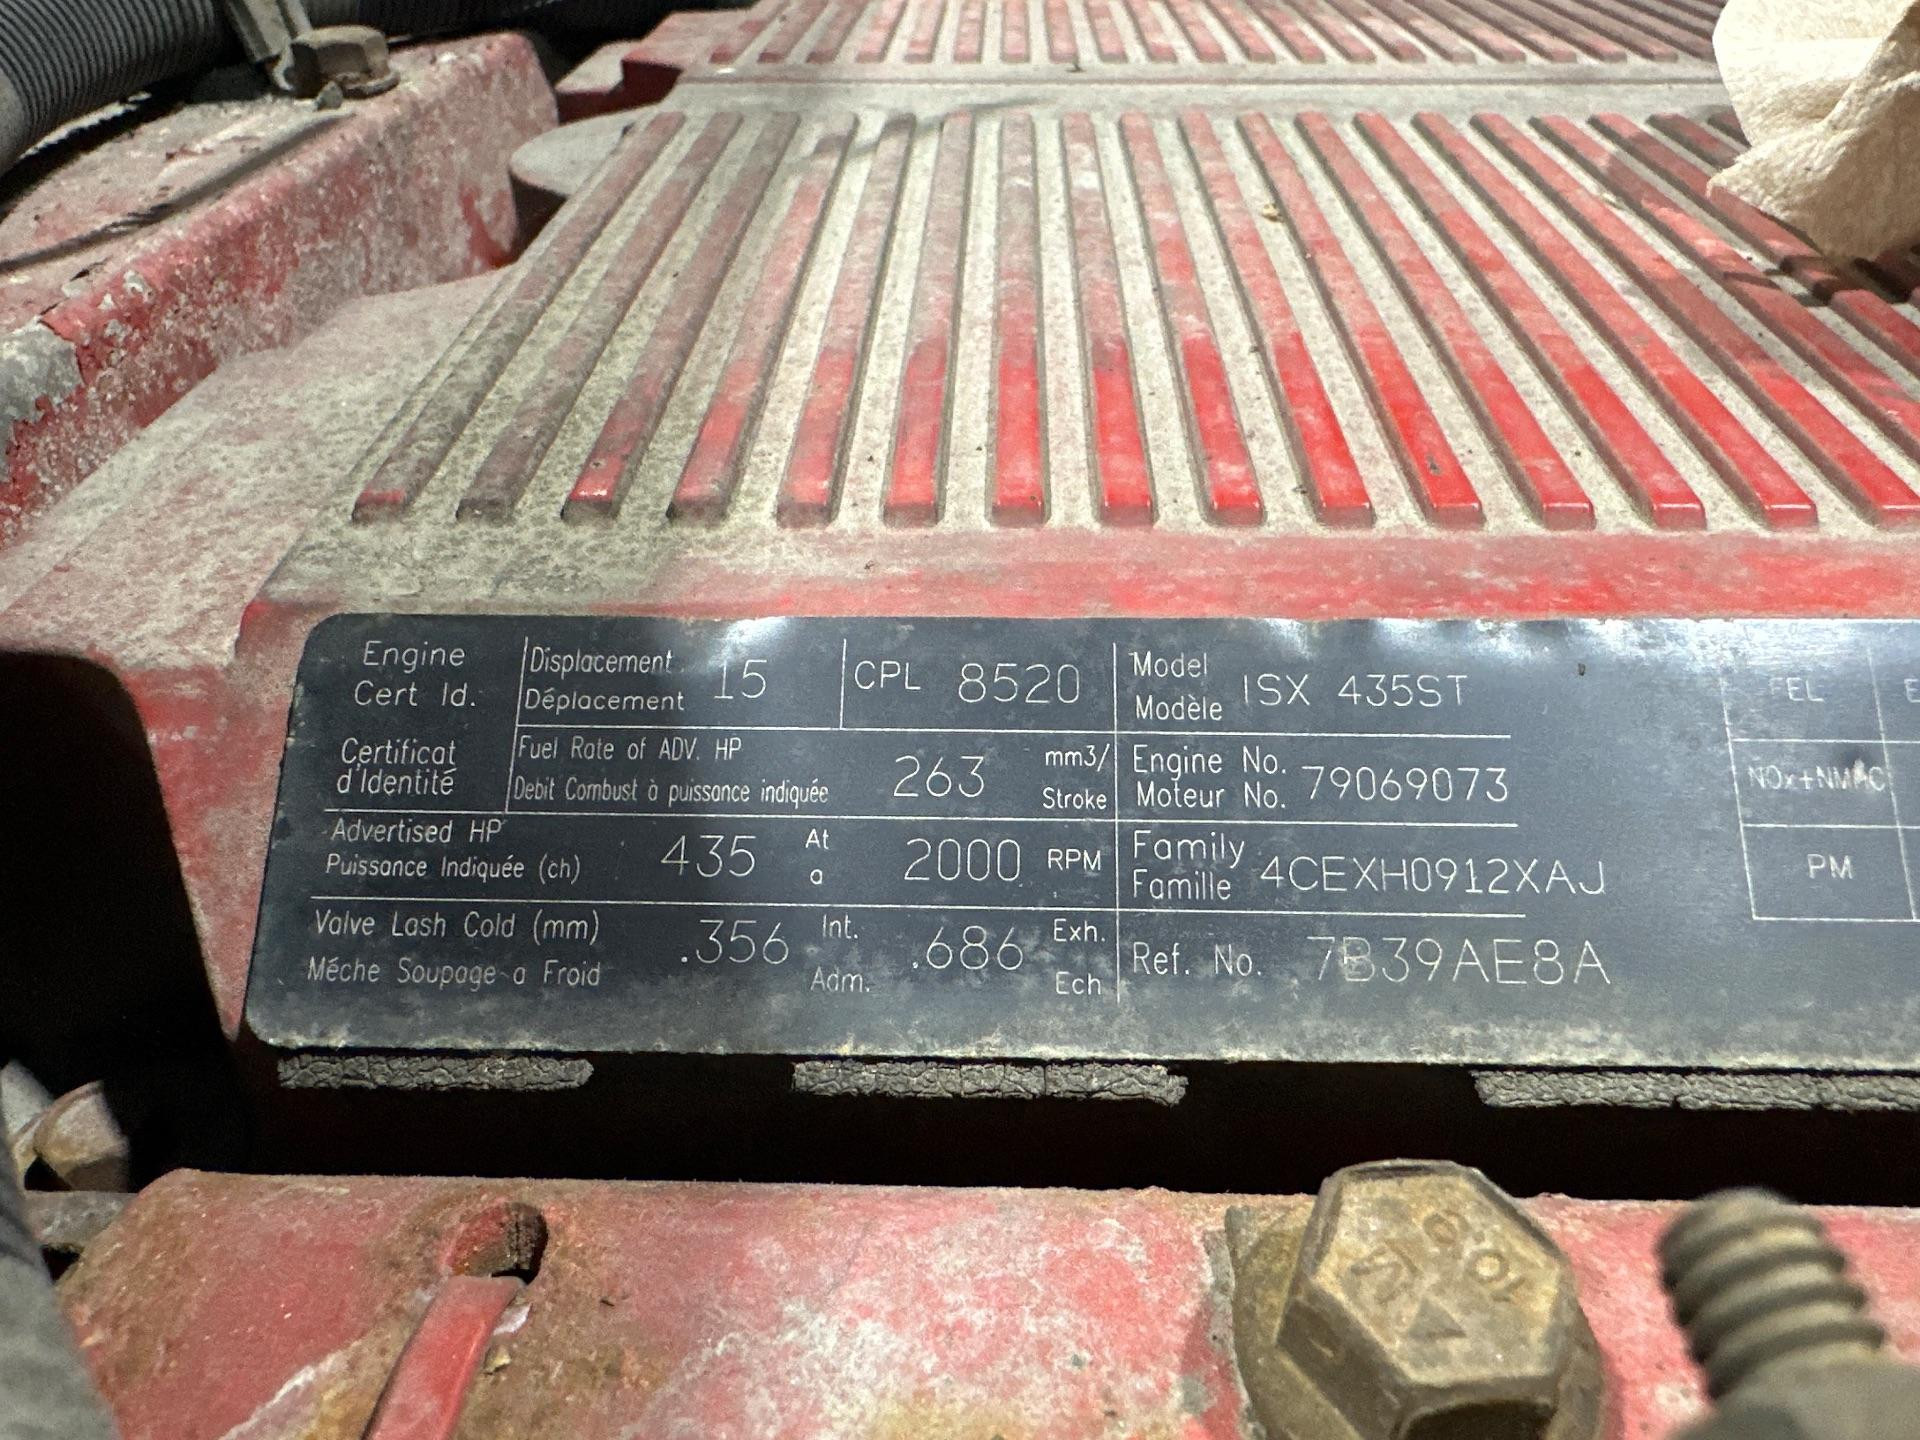 Engine
Cert Id.
Certificat
d'Identité
Displacement
Déplacement
15
CPL 8520
Model
Modèle
ISX 435ST
FEL
E
Fuel Rate of ADV. HP
Debit Combust à puissance indiquée
263
mm3/
Stroke
Engine No.
Moteur No.
79069073
NOx+NMHC
Advertised HP
Puissance Indiquée (ch)
435
At
a
2000 RPM
Family
Famille
4CEXH0912XAJ
PM
Valve Lash Cold (mm)
Méche Soupage a Froid
.356
Int.
Adm.
.686
Exh.
Ech
Ref. No. 7B39AE8A
10.9